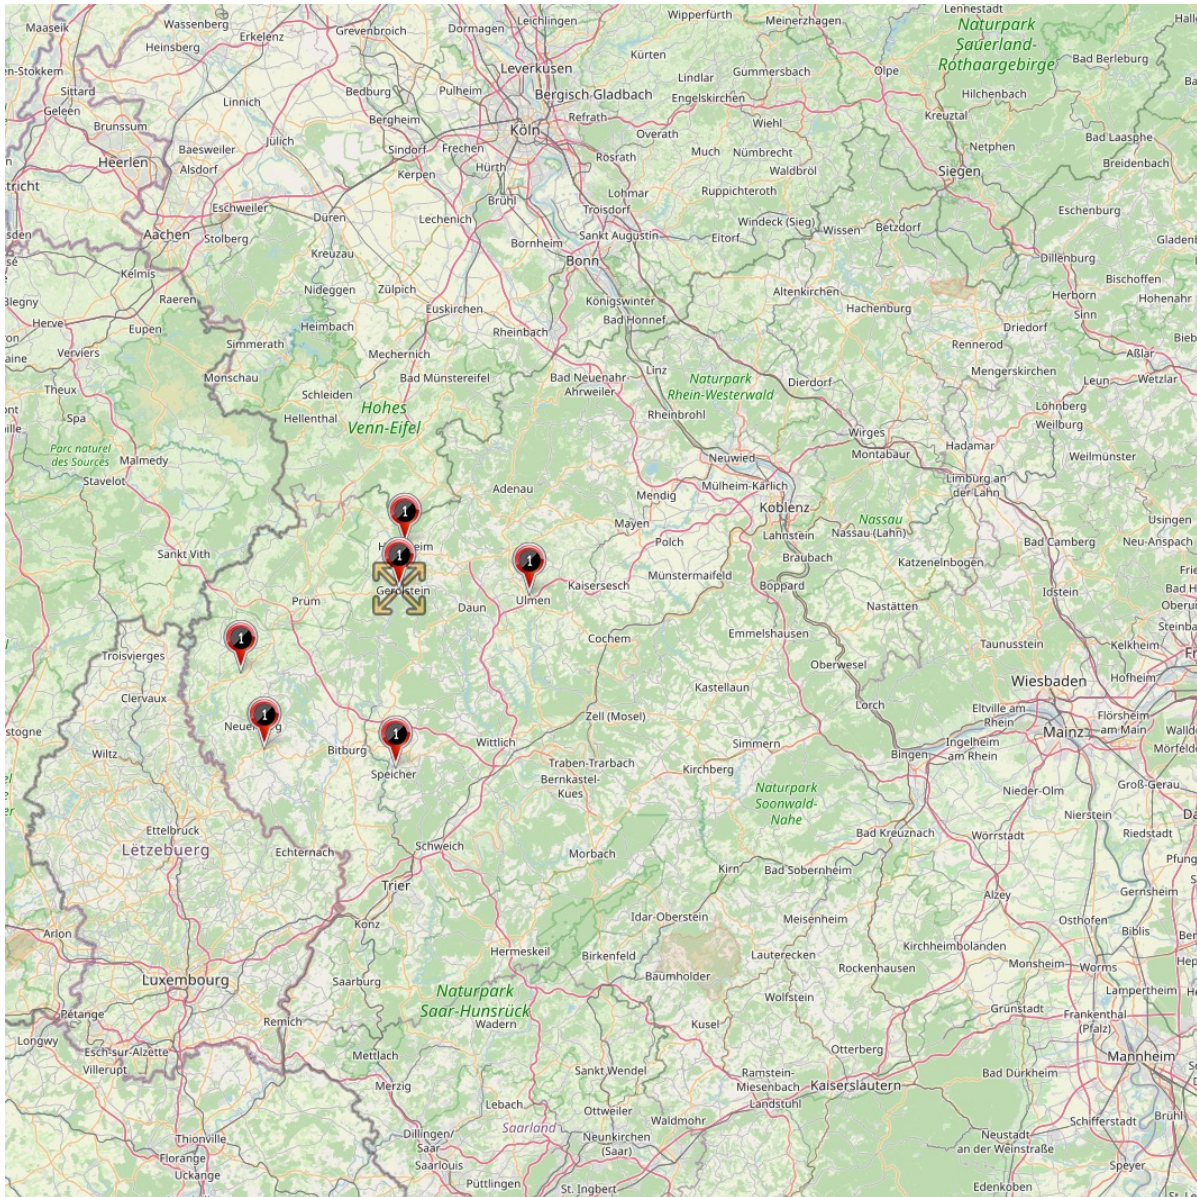 Maaseik
Wassenberg
Erkelenz
Grevenbroich
Dormagen
Leichlingen
Wipperfürth
Meinerzhagen
Lennestadt
Naturpark
Sauerland-
Rothaargebirge
Heinsberg
Kürten
Bad Berleburg
en-Stokkem
Sittard
Geleen
Linnich
Bedburg
Pulheim
Leverkusen
Bergisch Gladbach
Lindlar
Gummersbach
Olpe
Engelskirchen
Hilchenbach
Brunssum
Bergheim
Refrath
Wiehl
Kreuztal
Heerlen
Baesweiler
Jülich
Sindorf
Frechen
Köln
Overath
Bad Laasphe
Alsdorf
Kerpen
Hürth
Rösrath
Much
Nümbrecht
Netphen
Breidenbach
Waldbröl
Siegen
Brühl
Lohmar
Ruppichteroth
Eschweiler
Düren
Lechenich
Troisdorf
Windeck (Sieg)
Eschenburg
Aachen
Stolberg
Kreuzau
Bornheim
Sankt Augustin
Eitorf
Wissen
Betzdorf
Bonn
Dillenburg
Kelmis
Nideggen
Zülpich
Bischoffen
Raeren
Euskirchen
Königswinter
Altenkirchen
Herborn
Hohenahr
Blegny
Herve
Eupen
Heimbach
Rheinbach
Bad Honnef
Hachenburg
Sinn
Driedorf
Verviers
Simmerath
Mechernich
Rennerod
Aßlar
Theux
Monschau
Bad Münstereifel
Bad Neuenahr-
Ahrweiler
Linz
Naturpark
Rhein-Westerwald
Dierdorf
Mengerskirchen
Leun
Wetzlar
Schleiden
Hohes
Venn-Eifel
Spa
Hellenthal
Rheinbrohl
Löhnberg
Weilburg
Parc naturel
des Sources
Malmedy
Wirges
Hadamar
Montabaur
Weilmünster
Stavelot
Neuwied
Mülheim-Kärlich
Limburg an
der Lahn
Adenau
Mendig
Koblenz
1
Mayen
Nassau
Nassau (Lahn)
Usingen
Sankt Vith
Polch
Lahnstein
Bad Camberg
Neu-Anspach
1
1
Braubach
Katzenelnbogen
Gerolstein
Kaisersesch
Münstermaifeld
Boppard
Idstein
Prüm
Daun
Ulmen
Nastätten
1
Cochem
Emmelshausen
Taunusstein
Kelkheim
Troisvierges
Oberwesel
Hofheim
Clervaux
Kastellaun
Wiesbaden
1
Lorch
Eltville am
Rhein
Flörsheim
am Main
Zell (Mosel)
1
Mainz
Wiltz
Bitburg
Wittlich
Simmern
Bingen
Ingelheim
am Rhein
Speicher
Traben-Trarbach
Kirchberg
Bernkastel-
Kues
Groß-Gerau
Naturpark
Soonwald-
Nahe
Nieder-Olm
Nierstein
Ettelbruck
Bad Kreuznach
Wörrstadt
Riedstadt
Lëtzebuerg
Echternach
Schweich
Morbach
Kirn
Bad Sobernheim
Trier
Alzey
Gernsheim
Arlon
Konz
Idar-Oberstein
Meisenheim
Osthofen
Biblis
Hermeskeil
Birkenfeld
Lauterecken
Kirchheimbolanden
Luxembourg
Saarburg
Baumholder
Rockenhausen
Monsheim
Worms
Naturpark
Saar-Hunsrück
Wolfstein
Lampertheim
Pétange
Remich
Wadern
Kusel
Grünstadt
Frankenthal
(Pfalz)
Longwy
Esch-sur-Alzette
Mettlach
Otterberg
Mannheim
Villerupt
Merzig
Sankt Wendel
Ramstein-
Miesenbach
Kaiserslautern
Bad Dürkheim
Lebach
Ottweiler
Landstuhl
Schifferstadt
Brühl
Thionville
Dillingen/
Saar
Saarland
Neunkirchen
(Saar)
Waldmohr
Neustadt
an der Weinstraße
Florange
Uckange
Saarlouis
Speyer
Püttlingen
St. Ingbert
Edenkoben